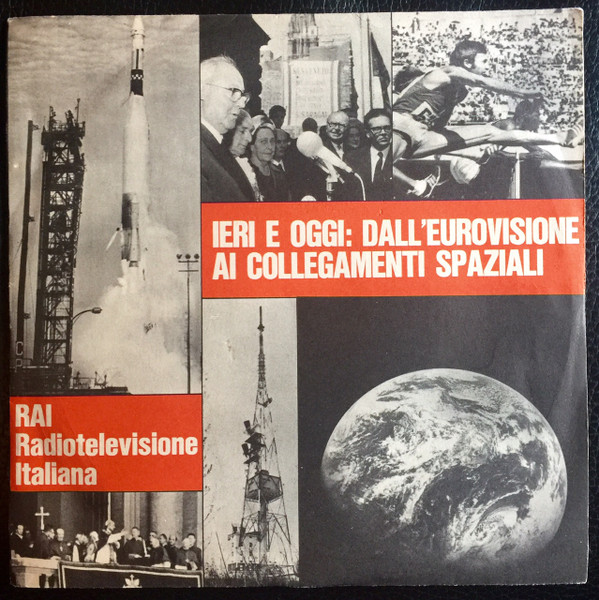 IERI E OGGI: DALL'EUROVISIONE
AI COLLEGAMENTI SPAZIALI
RAI
Radiotelevisione
Italiana